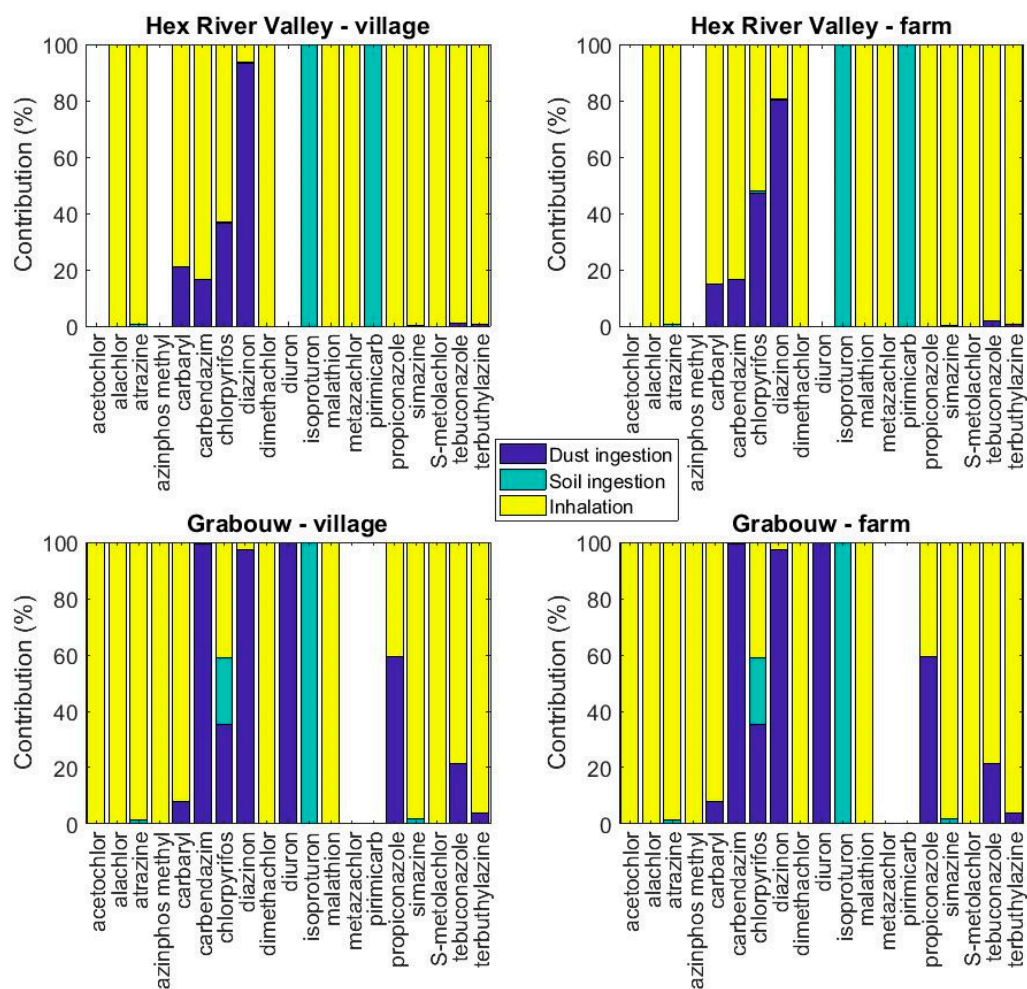 Hex River Valley - village
Contribution (%)
100
80
60
40
20
0
acetochlor
alachlor
atrazine
azinphos methyl
carbaryl
carbendazim
chlorpyrifos
diazinon
dimethachlor
diuron
isoproturon
malathion
metazachlor
pirimicarb
propiconazole
simazine
S-metolachlor
tebuconazole
terbuthylazine
Hex River Valley - farm
Contribution (%)
100
80
60
40
20
0
acetochlor
alachlor
atrazine
azinphos methyl
carbaryl
carbendazim
chlorpyrifos
diazinon
dimethachlor
diuron
isoproturon
malathion
metazachlor
pirimicarb
propiconazole
simazine
S-metolachlor
tebuconazole
terbuthylazine
Dust ingestion
Soil ingestion
Inhalation
Grabouw - village
Contribution (%)
100
80
60
40
20
0
acetochlor
alachlor
atrazine
azinphos methyl
carbaryl
carbendazim
chlorpyrifos
diazinon
dimethachlor
diuron
isoproturon
malathion
metazachlor
pirimicarb
propiconazole
simazine
S-metolachlor
tebuconazole
terbuthylazine
Grabouw - farm
Contribution (%)
100
80
60
40
20
0
acetochlor
alachlor
atrazine
azinphos methyl
carbaryl
carbendazim
chlorpyrifos
diazinon
dimethachlor
diuron
isoproturon
malathion
metazachlor
pirimicarb
propiconazole
simazine
S-metolachlor
tebuconazole
terbuthylazine